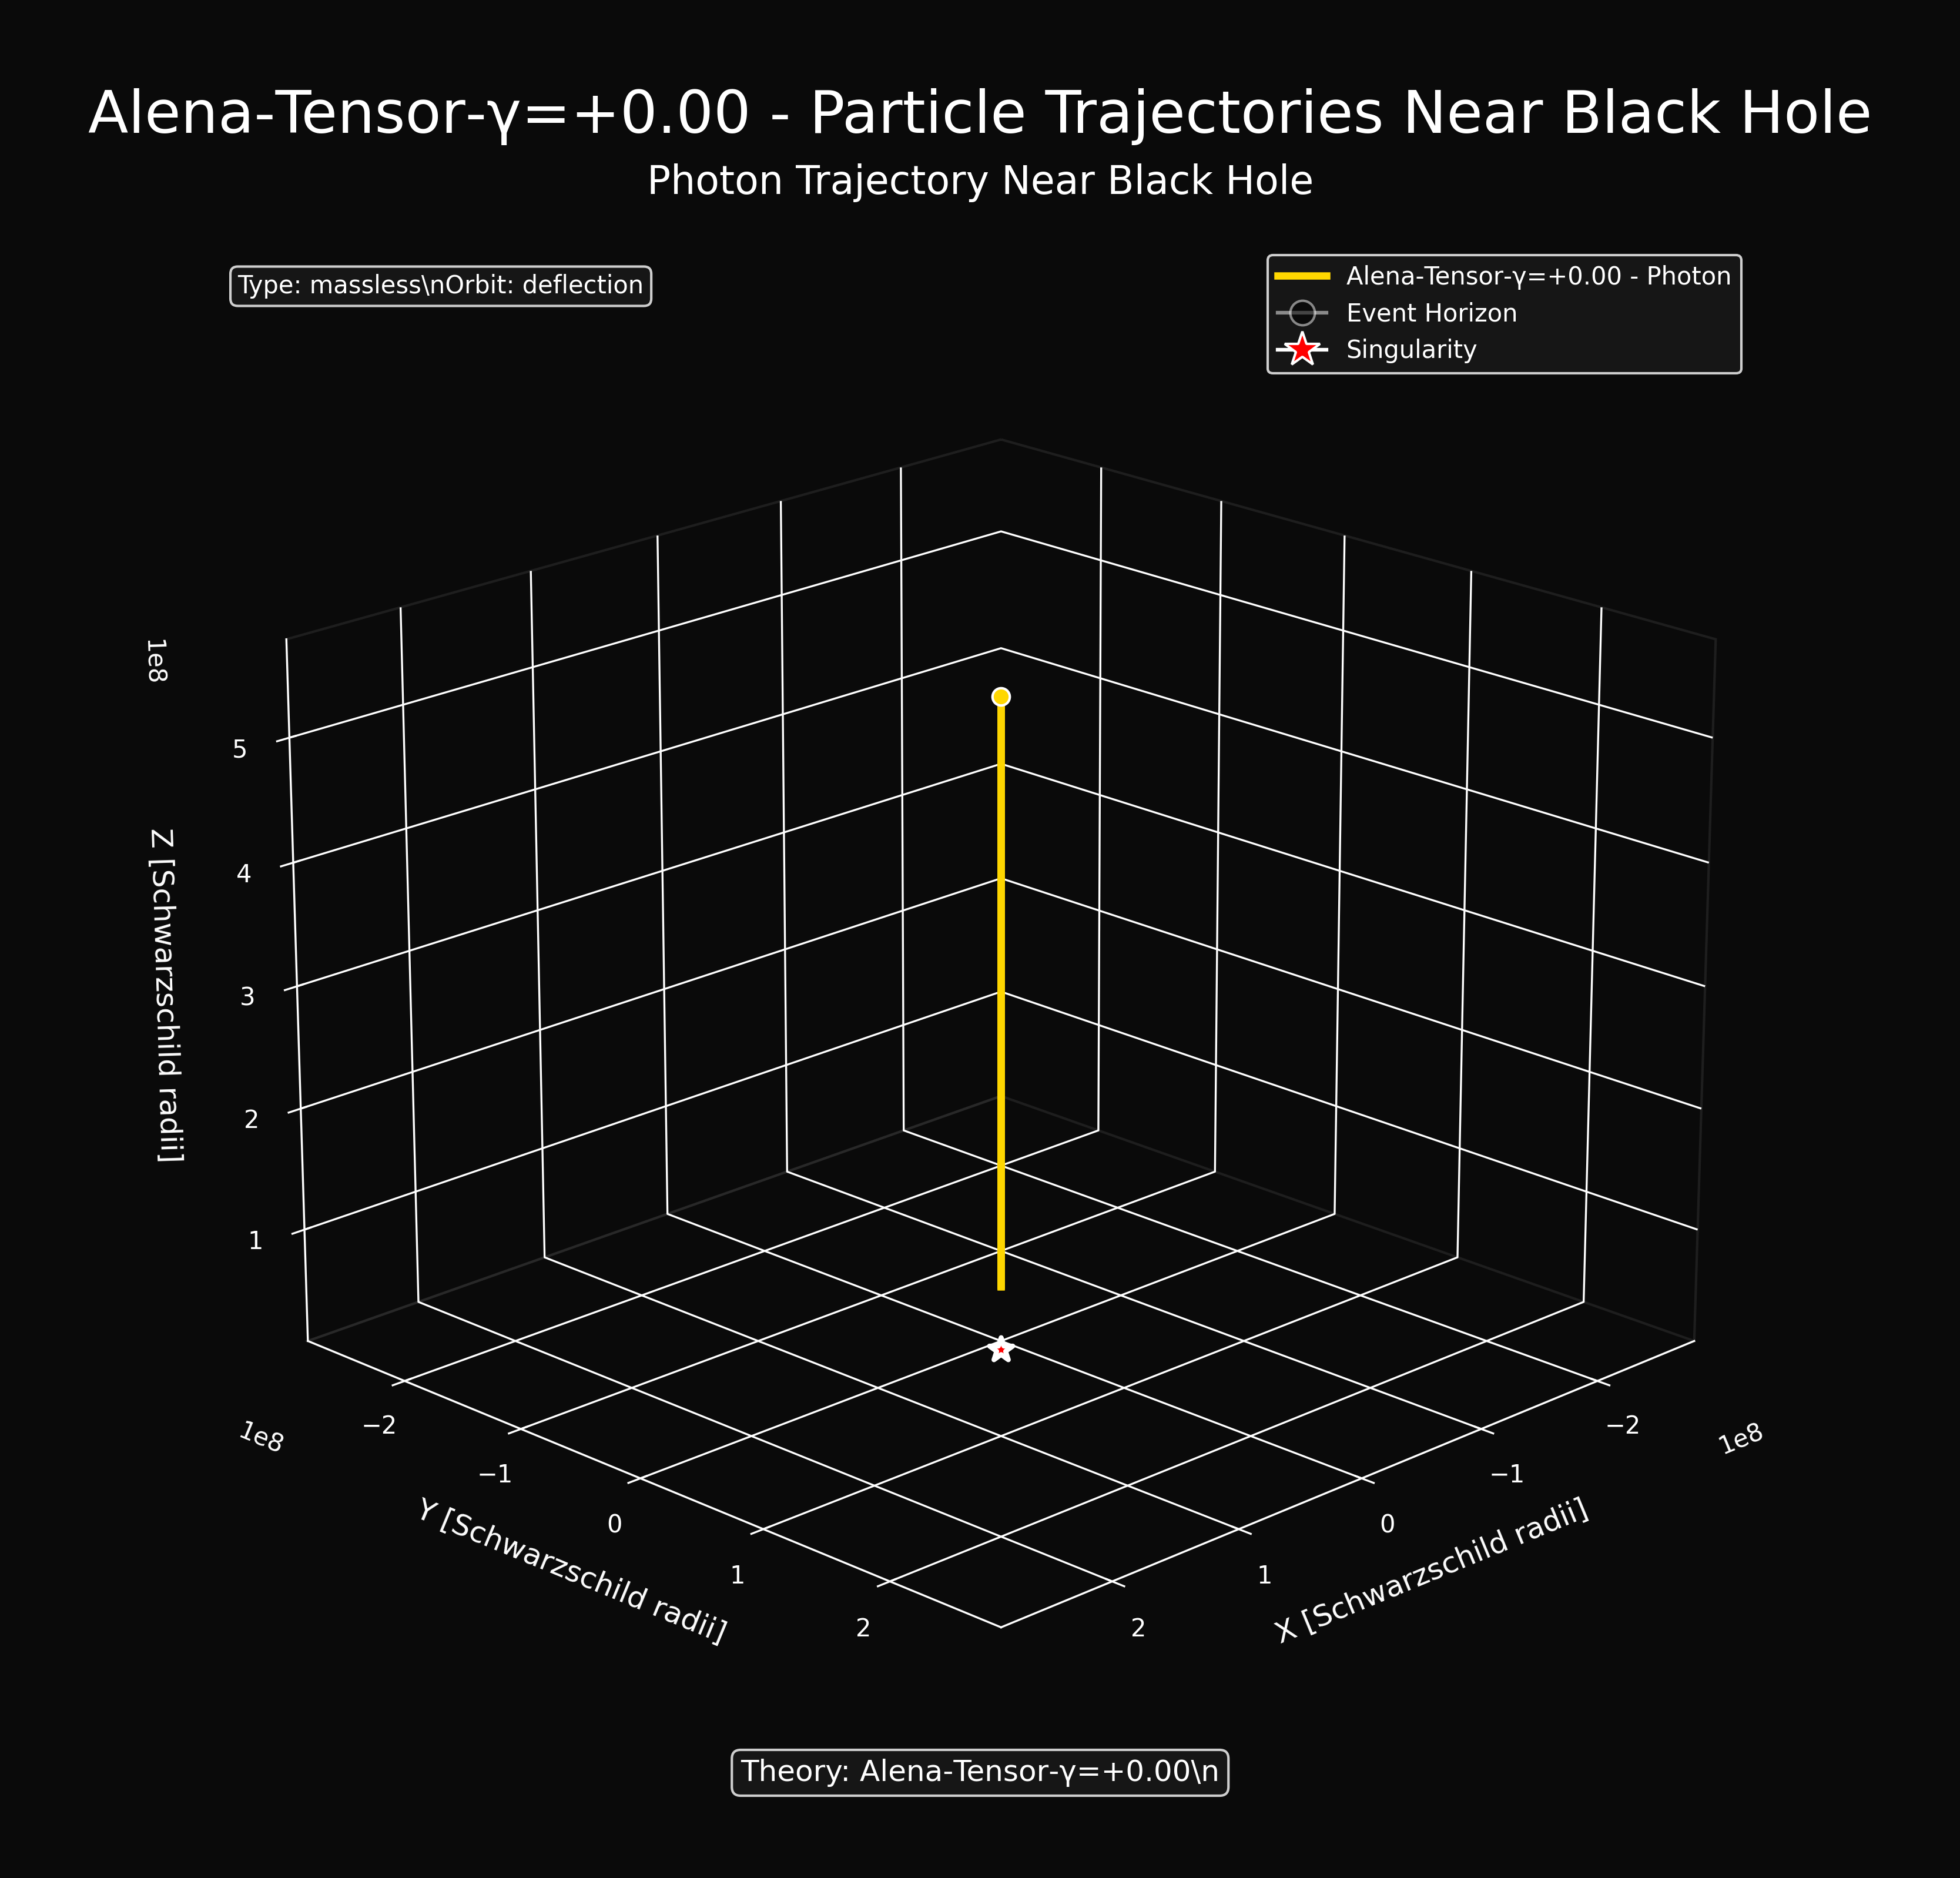 Alena-Tensor-γ=+0.00 - Particle Trajectories Near Black Hole
Photon Trajectory Near Black Hole
Type: massless\nOrbit: deflection
Alena-Tensor-γ=+0.00 - Photon
Event Horizon
Singularity
1e8
5
4
3
2
1
Z [Schwarzschild radii]
1e8
−2
−1
0
1
2
Y [Schwarzschild radii]
1e8
−2
−1
0
1
2
X [Schwarzschild radii]
Theory: Alena-Tensor-γ=+0.00\n